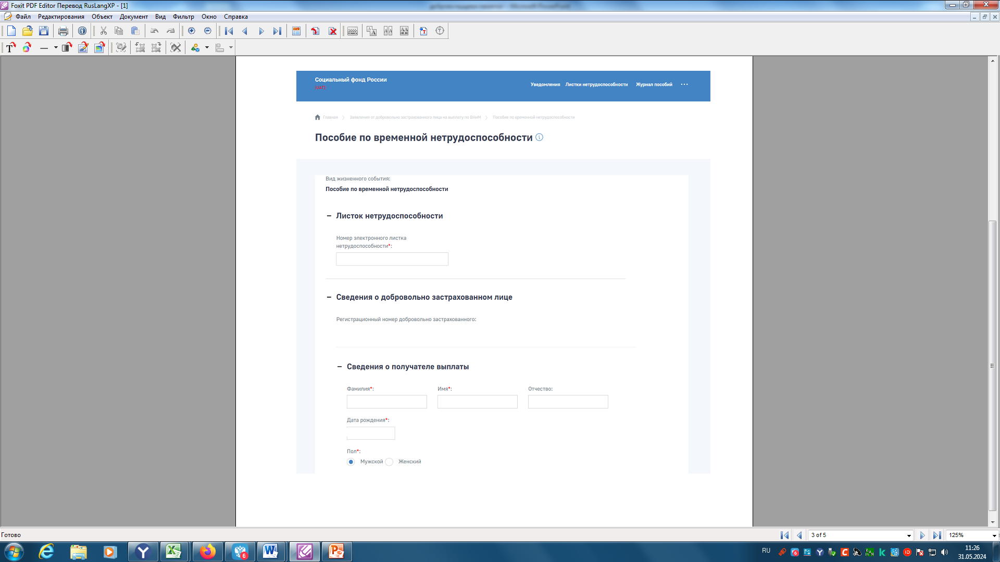 Foxit PDF Editor Перевод RusLangXP - [1]
Файл Редактирования Объект Документ Вид Фильтр Окно Справка
Социальный фонд России
[UAT]
Уведомления Листки нетрудоспособности Журнал пособий ...
Главная Заявления от добровольно застрахованного лица на выплату по ВНиМ Пособие по временной нетрудоспособности
Пособие по временной нетрудоспособности
Вид жизненного события:
Пособие по временной нетрудоспособности
– Листок нетрудоспособности
Номер электронного листка
нетрудоспособности*:
– Сведения о добровольно застрахованном лице
Регистрационный номер добровольно застрахованного:
– Сведения о получателе выплаты
Фамилия*: Имя*: Отчество:
Дата рождения*:
Пол*:
Мужской Женский
Готово
3 of 5
125%
RU
11:26
31.05.2024